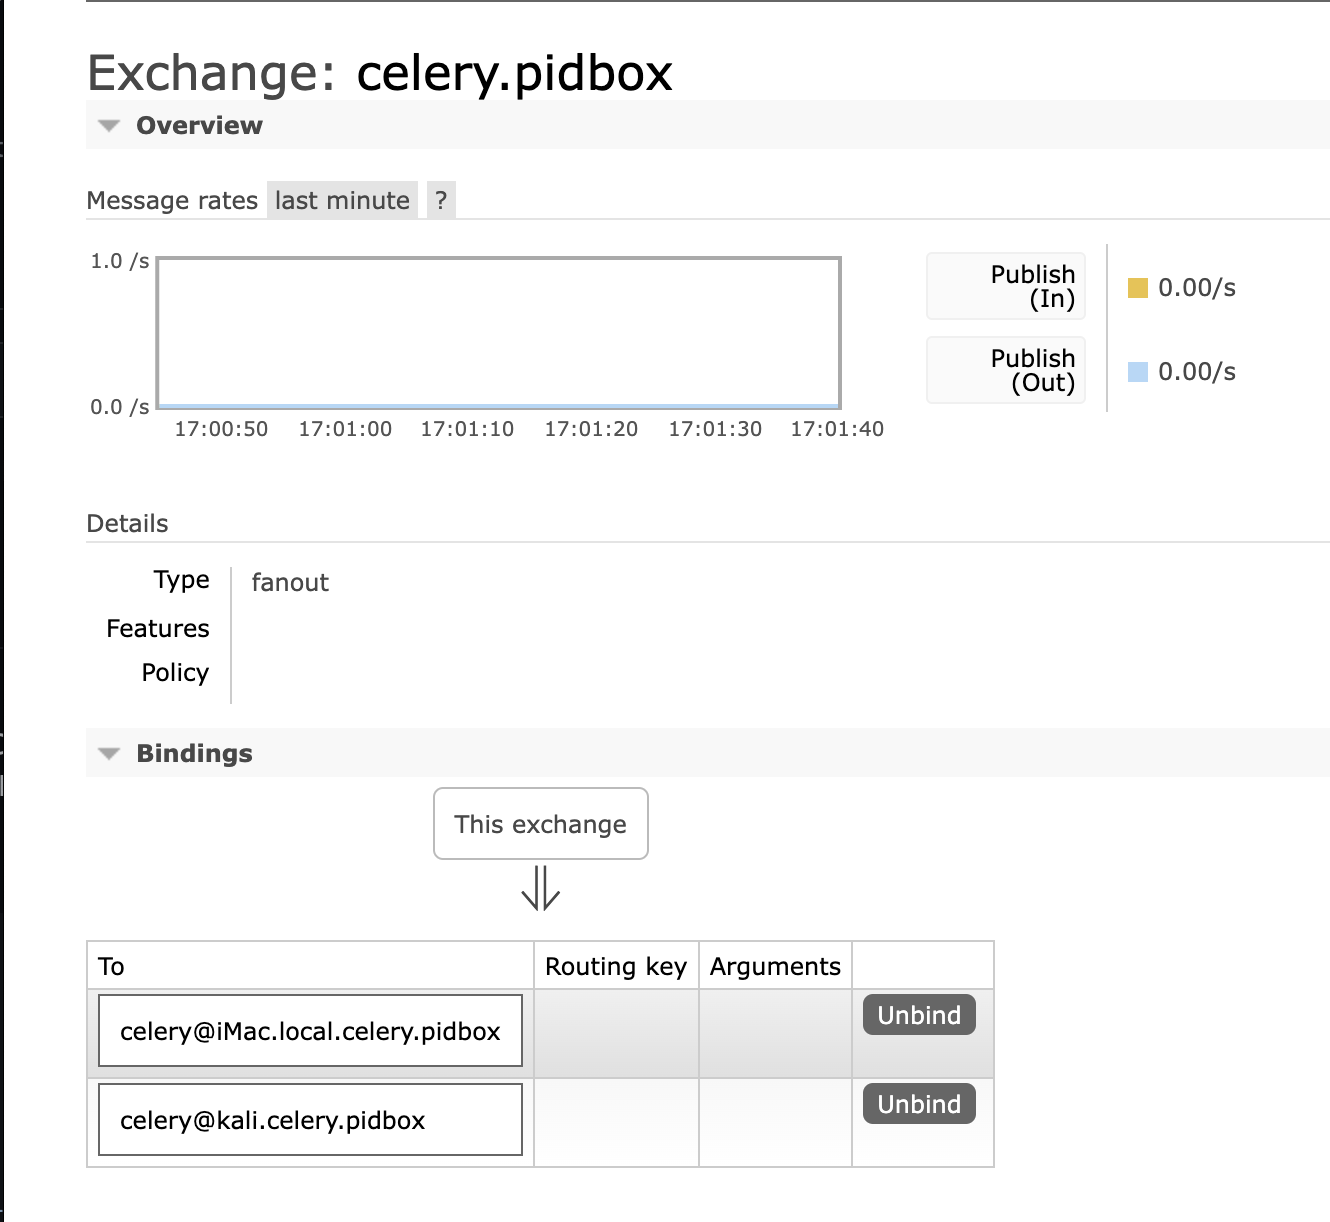 Exchange: celery.pidbox
Overview
Message rates last minute ?
1.0 /s
0.0 /s
17:00:50 17:01:00 17:01:10 17:01:20 17:01:30 17:01:40
Publish
(In)
0.00/s
Publish
(Out)
0.00/s
Details
Type fanout
Features
Policy
Bindings
This exchange
To Routing key Arguments
celery@iMac.local.celery.pidbox Unbind
celery@kali.celery.pidbox Unbind